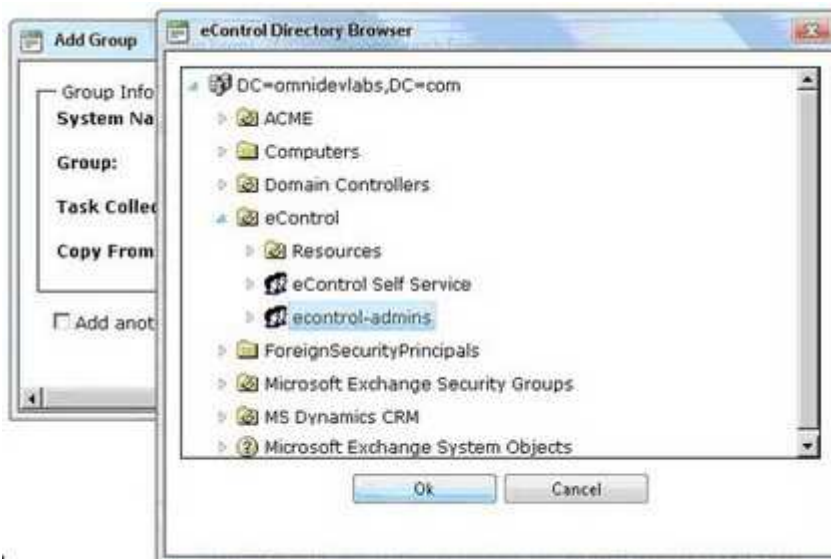 Add Group
eControl Directory Browser
Group Info
System Na
Group:
Task Collec
Copy From
Add anot
DC=omnidevlabs,DC=com
ACME
Computers
Domain Controllers
eControl
Resources
eControl Self Service
econtrol-admins
ForeignSecurityPrincipals
Microsoft Exchange Security Groups
MS Dynamics CRM
Microsoft Exchange System Objects
Ok
Cancel